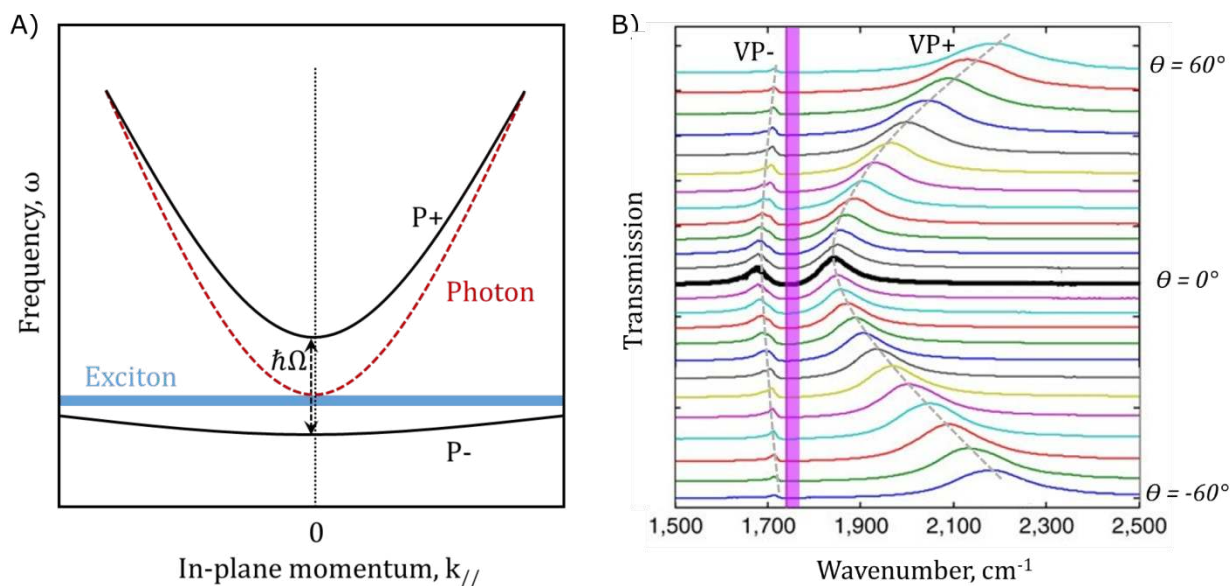 A)
Frequency, ω
P+
Photon
ħΩ
Exciton
P-
0
In-plane momentum, k//
B)
VP-
VP+
θ = 60°
Transmission
θ = 0°
θ = -60°
1,500 1,700 1,900 2,100 2,300 2,500
Wavenumber, cm-1